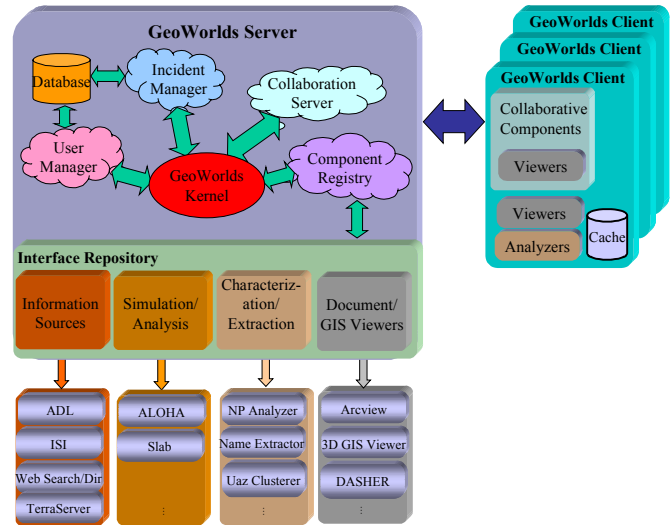 GeoWorlds Server
Database
Incident
Manager
Collaboration
Server
User
Manager
GeoWorlds
Kernel
Component
Registry
Interface Repository
Information
Sources
Simulation/
Analysis
Characteriz-
ation/
Extraction
Document/
GIS Viewers
ADL
ISI
Web Search/Dir
TerraServer
ALOHA
Slab
⋮
NP Analyzer
Name Extractor
Uaz Clusterer
⋮
Arcview
3D GIS Viewer
DASHER
⋮
GeoWorlds Client
GeoWorlds Client
GeoWorlds Client
Collaborative
Components
Viewers
Viewers
Analyzers
Cache